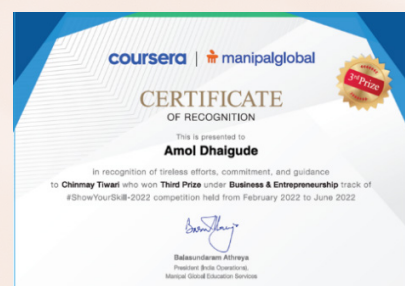 coursera | manipalglobal
3rd Prize
CERTIFICATE
OF RECOGNITION
This is presented to
Amol Dhaigude
in recognition of tireless efforts, commitment, and guidance
to Chinmay Tiwari who won Third Prize under Business & Entrepreneurship track of
#ShowYourSkill-2022 competition held from February 2022 to June 2022
Balasundaram Athreya
President (India Operations),
Manipal Global Education Services